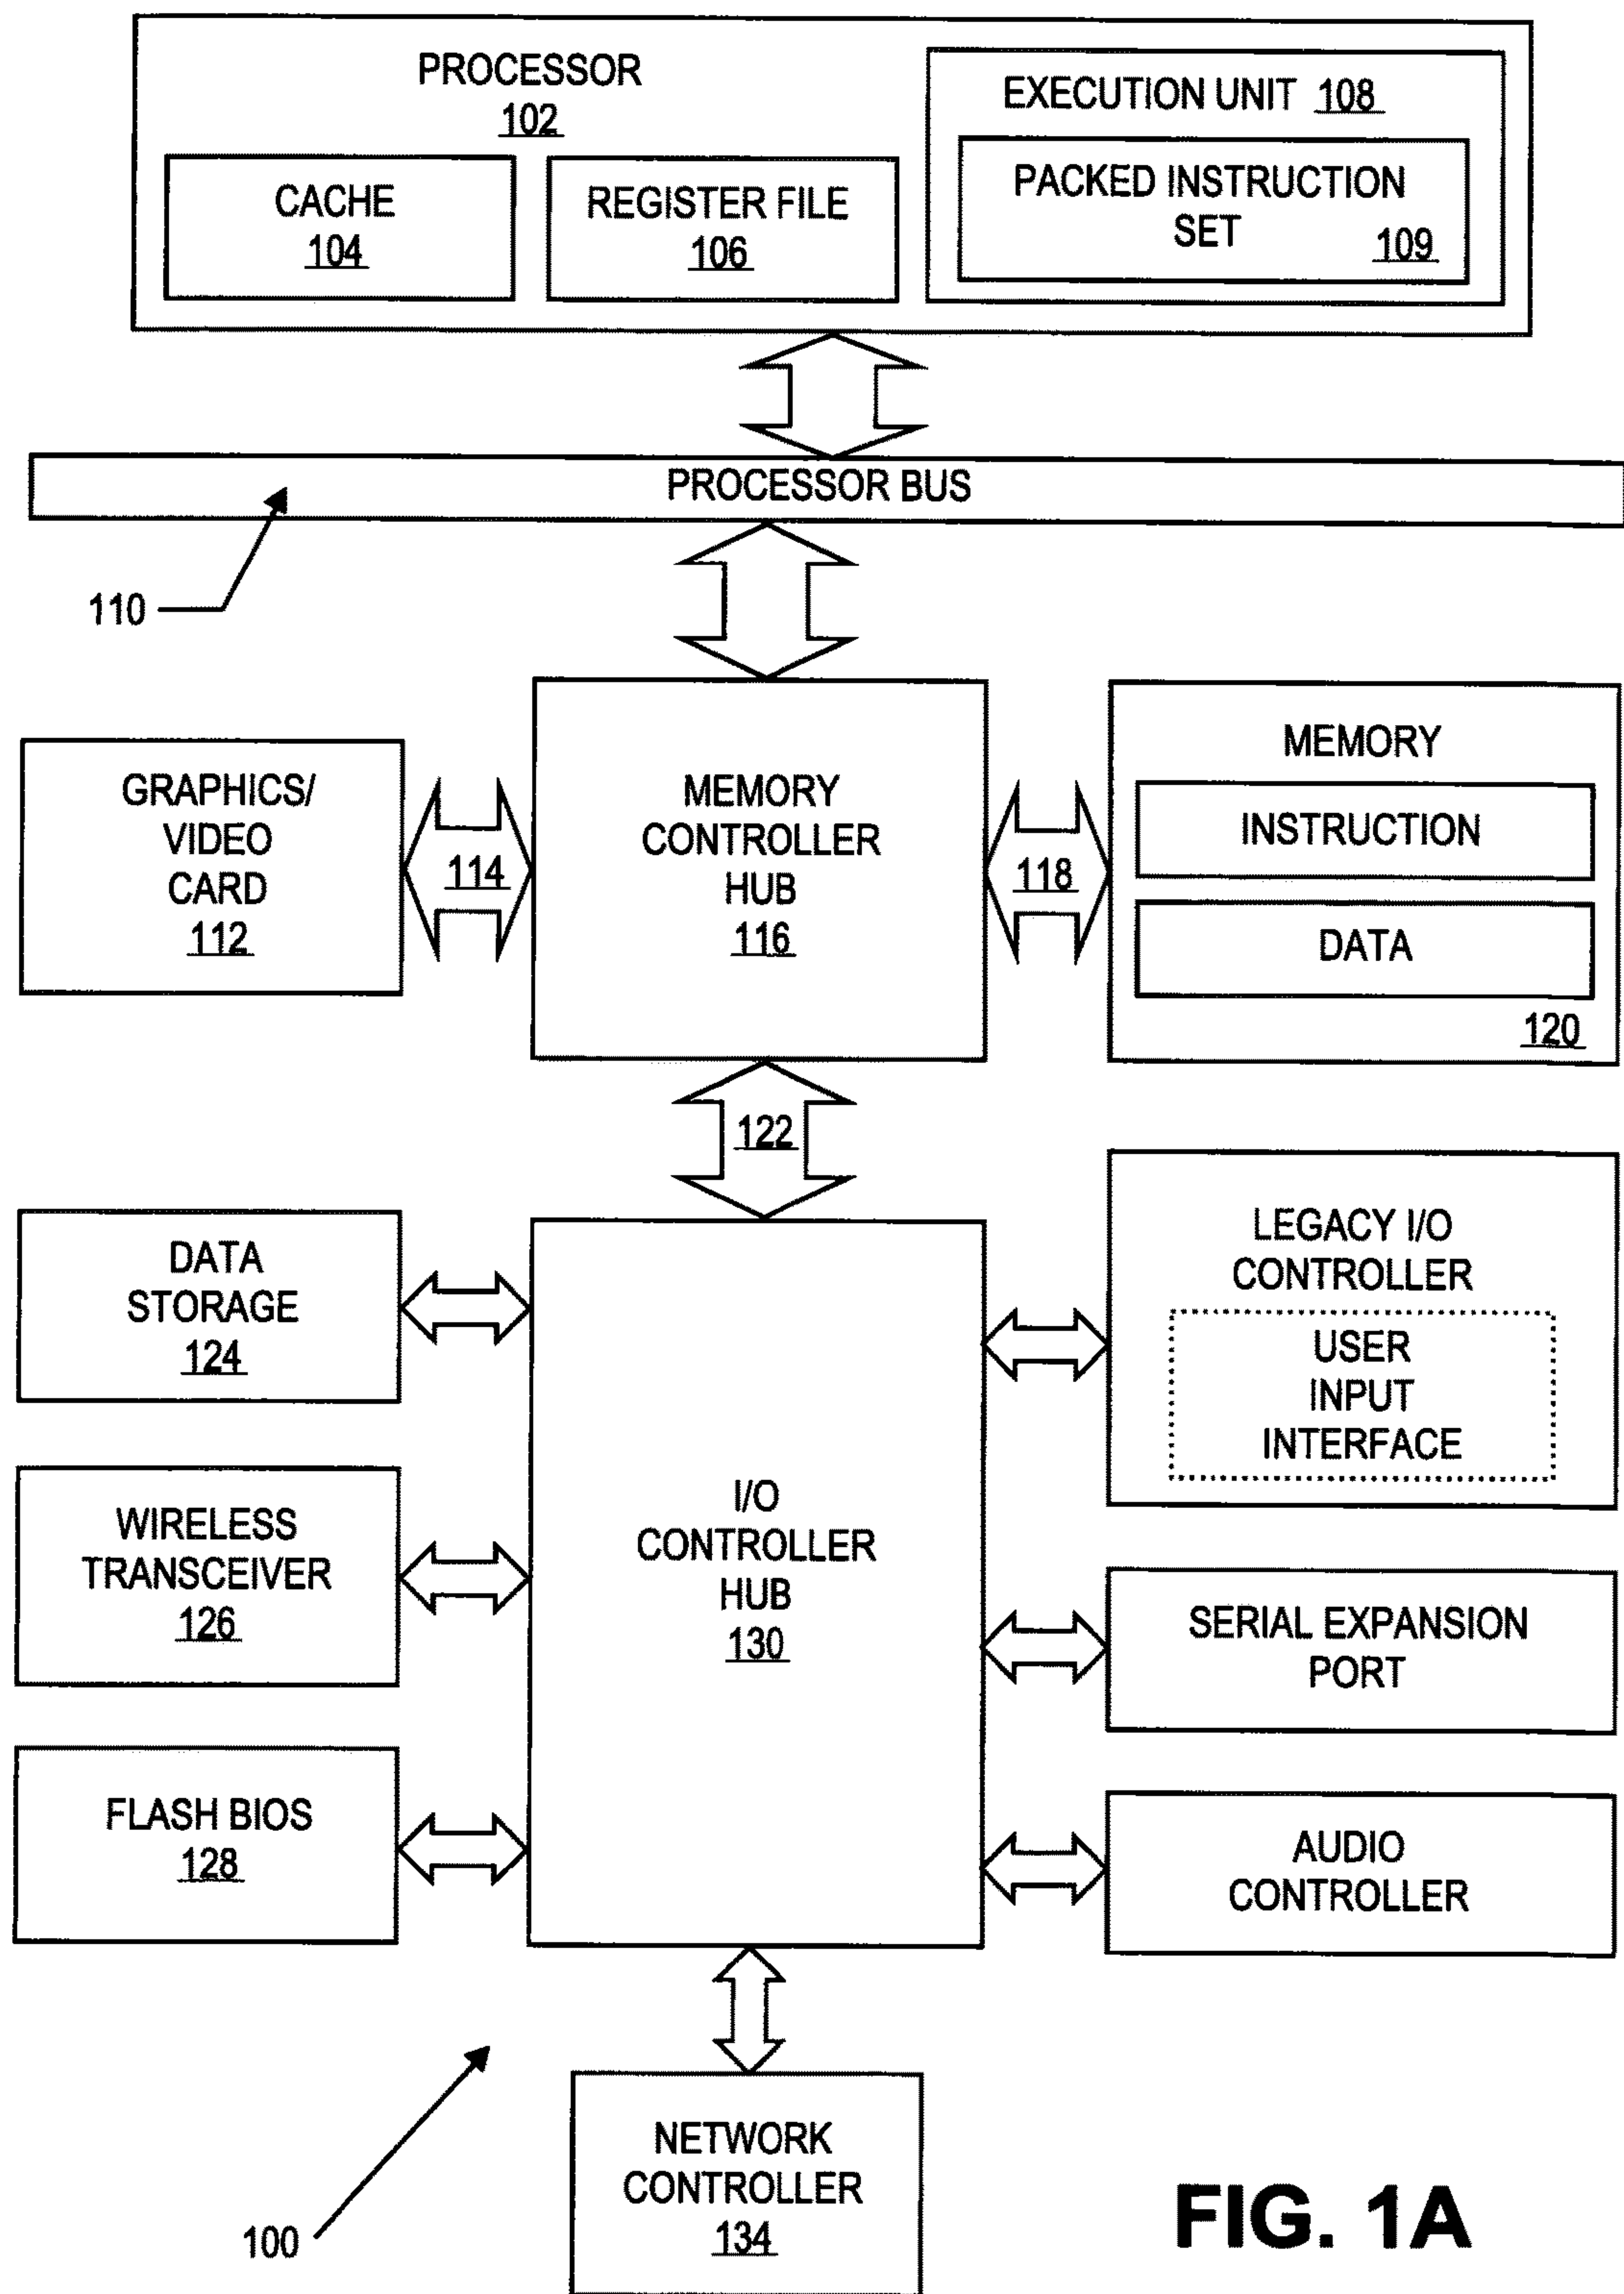 PROCESSOR
102
CACHE
104
REGISTER FILE
106
EXECUTION UNIT 108
PACKED INSTRUCTION
SET
109
PROCESSOR BUS
110
GRAPHICS/
VIDEO
CARD
112
114
MEMORY
CONTROLLER
HUB
116
118
MEMORY
INSTRUCTION
DATA
120
122
DATA
STORAGE
124
WIRELESS
TRANSCEIVER
126
FLASH BIOS
128
I/O
CONTROLLER
HUB
130
LEGACY I/O
CONTROLLER
USER
INPUT
INTERFACE
SERIAL EXPANSION
PORT
AUDIO
CONTROLLER
NETWORK
CONTROLLER
134
100
FIG. 1A